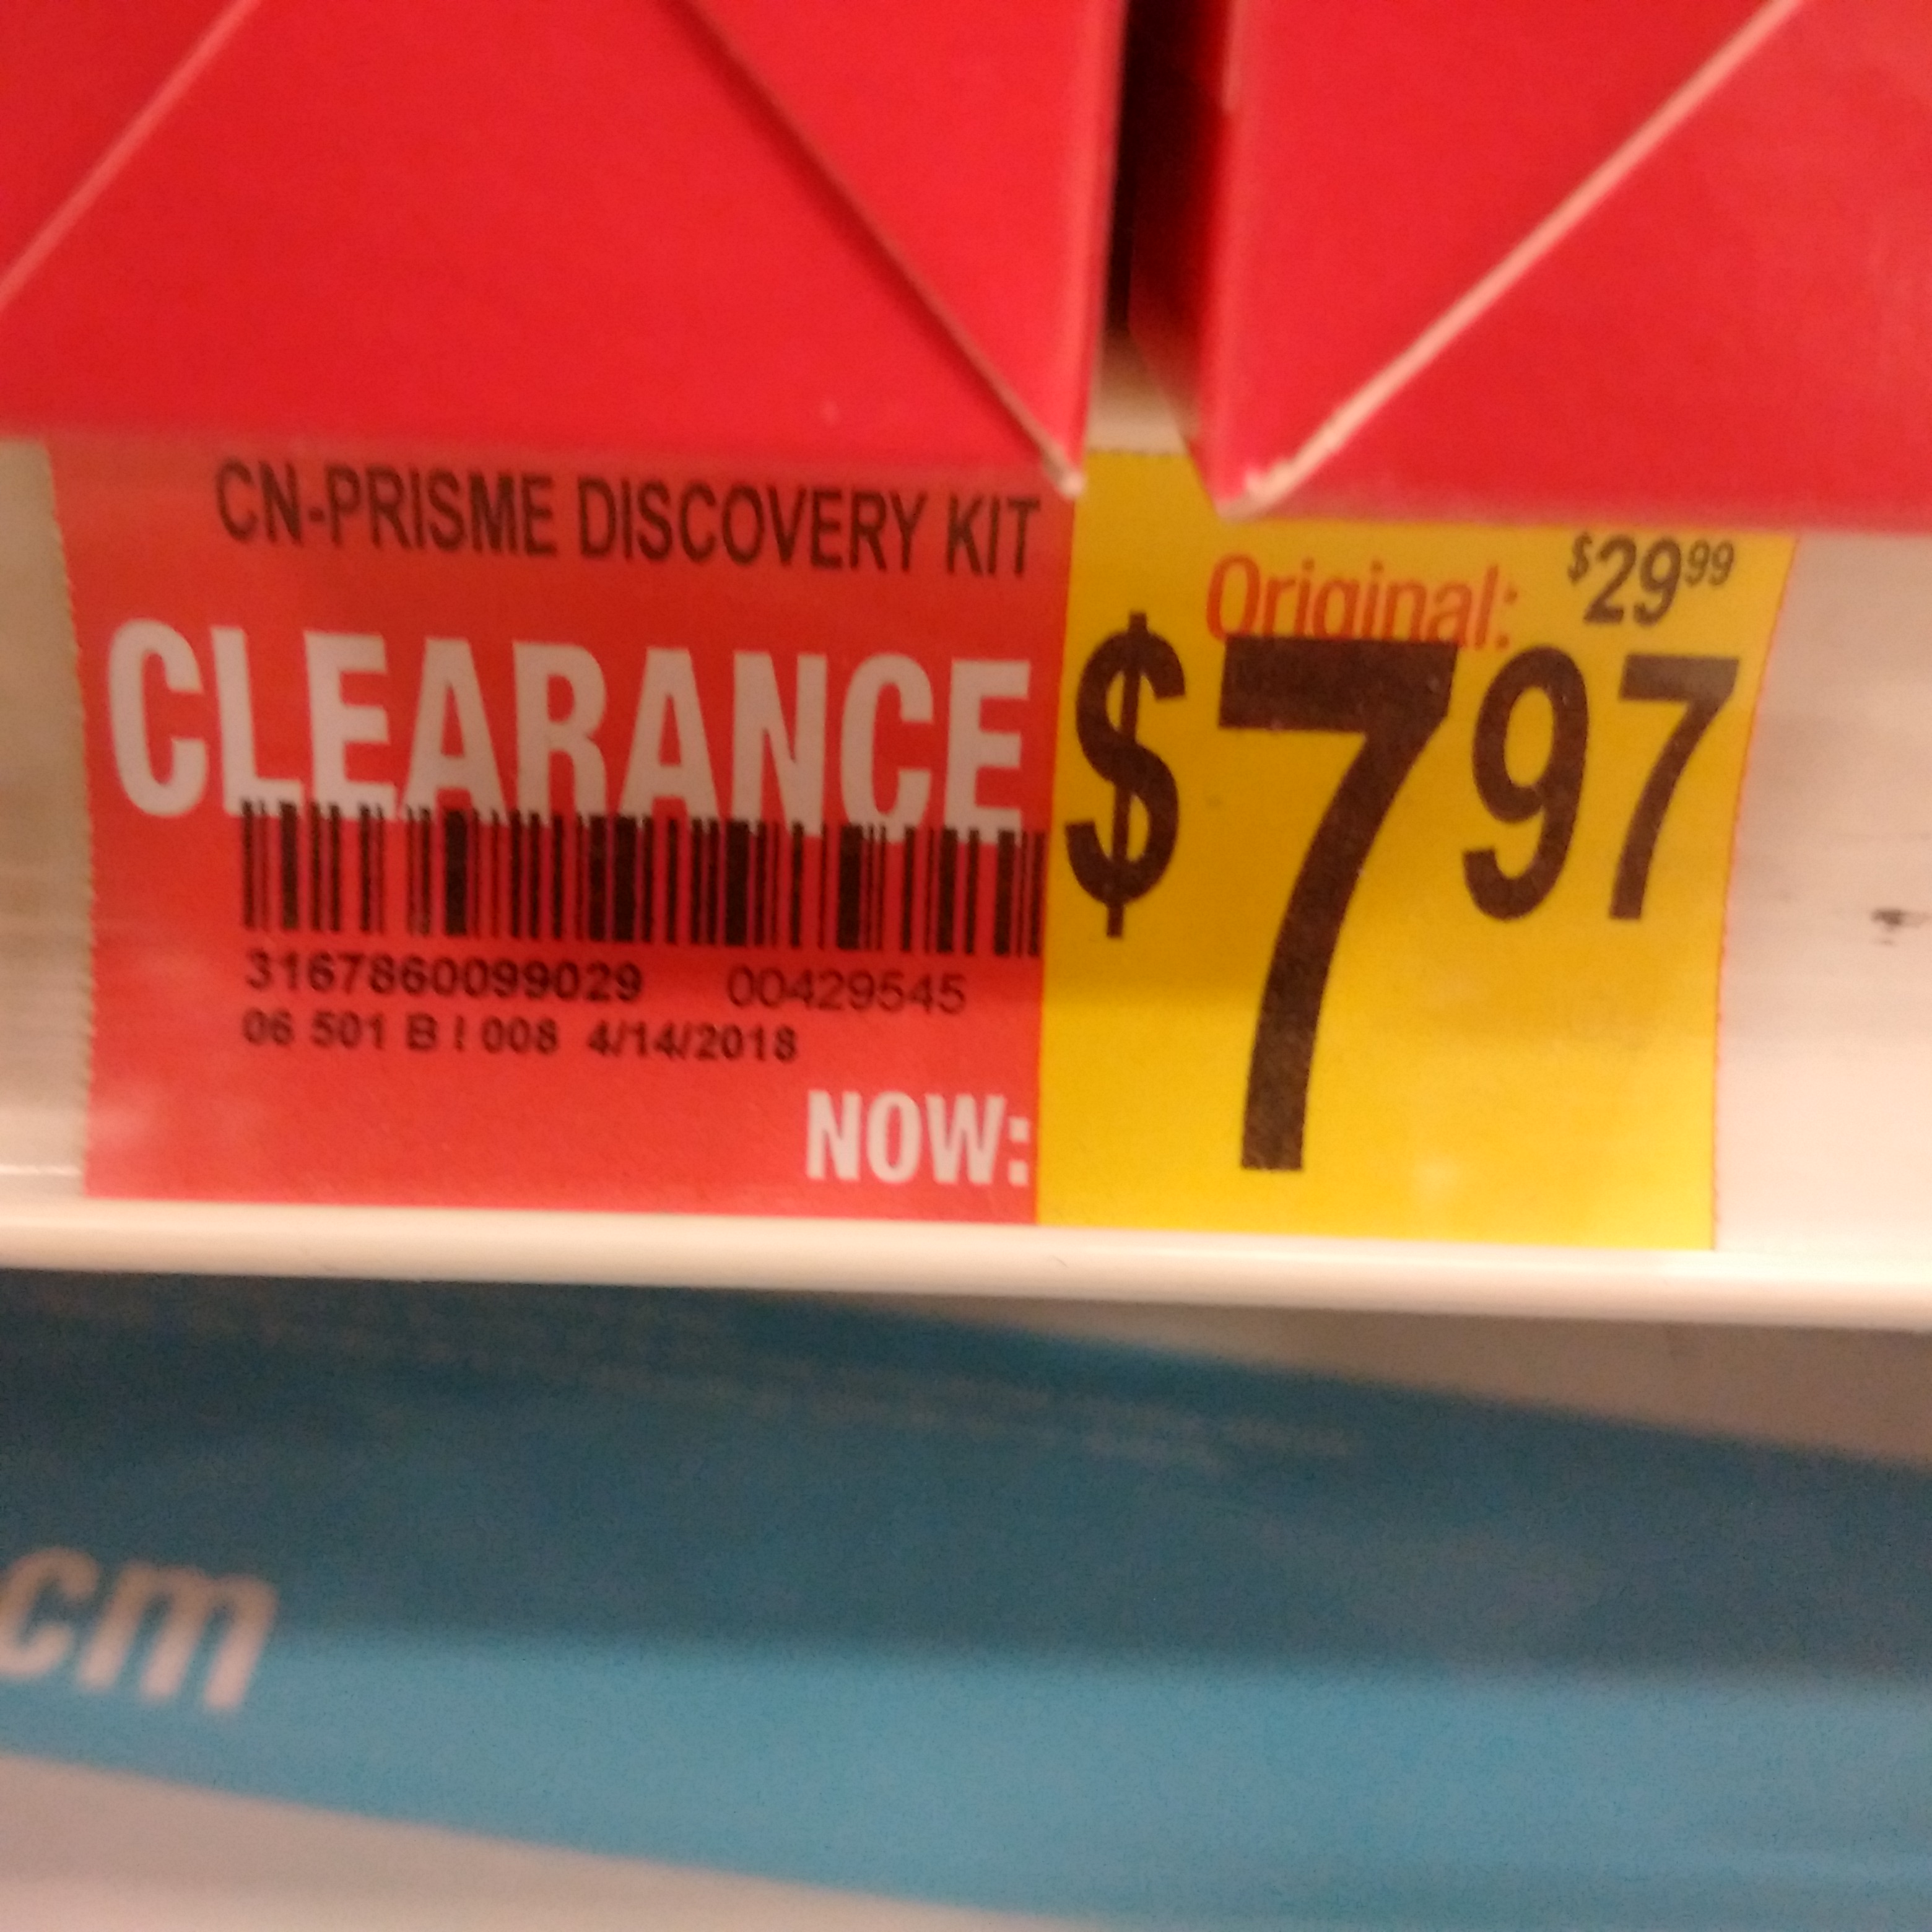 CN-PRISME DISCOVERY KIT
CLEARANCE
3167860099029 00429545
06 501 B ! 008 4/14/2018
NOW:
Original: $29.99
$7.97
cm